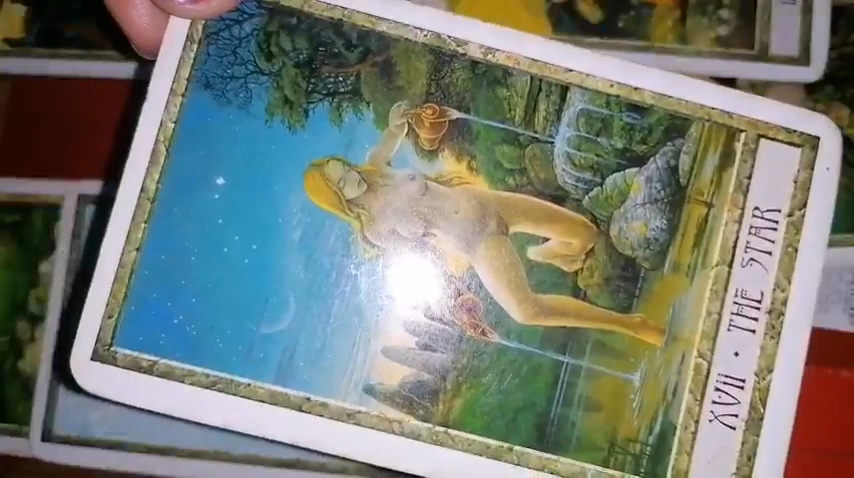 XVII • THE STAR